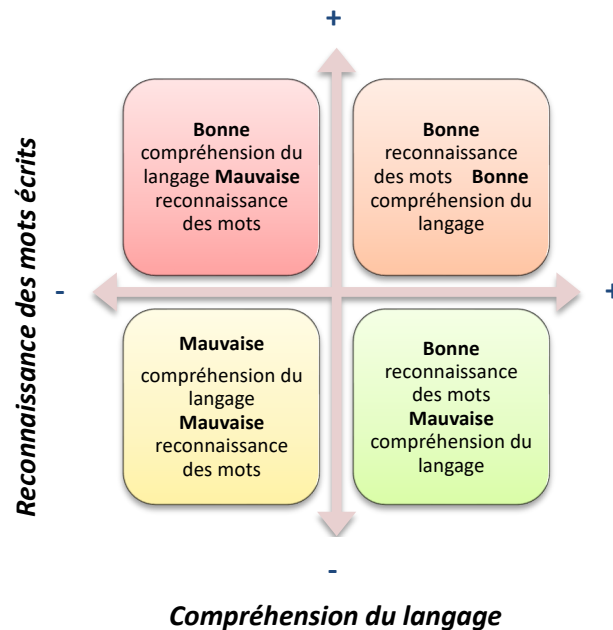 +
Bonne
compréhension du
langage Mauvaise
reconnaissance
des mots
Bonne
reconnaissance
des mots Bonne
compréhension du
langage
Reconnaissance des mots écrits
-
+
Mauvaise
compréhension du
langage
Mauvaise
reconnaissance
des mots
Bonne
reconnaissance
des mots
Mauvaise
compréhension du
langage
-
Compréhension du langage